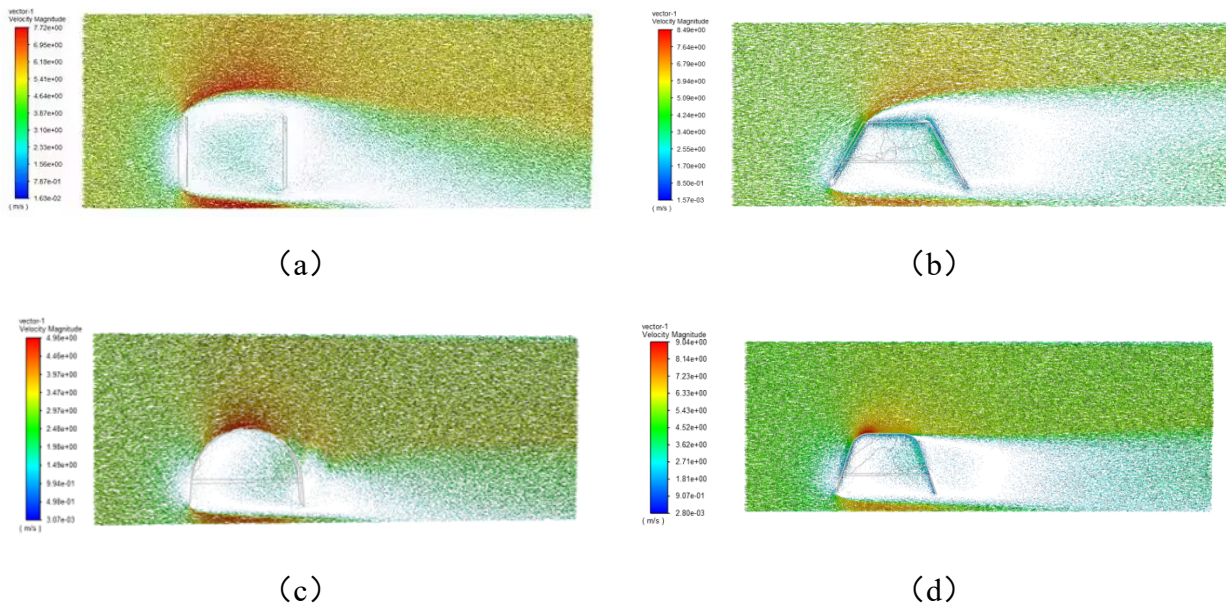 vector-1
Velocity Magnitude
7.72e+00
6.95e+00
6.18e+00
5.41e+00
4.64e+00
3.87e+00
3.10e+00
2.33e+00
1.56e+00
7.87e-01
1.63e-02
( m/s )
(a)
vector-1
Velocity Magnitude
8.49e+00
7.64e+00
6.79e+00
5.94e+00
5.09e+00
4.24e+00
3.40e+00
2.55e+00
1.70e+00
8.50e-01
1.57e-03
( m/s )
(b)
vector-1
Velocity Magnitude
4.96e+00
4.46e+00
3.97e+00
3.47e+00
2.97e+00
2.48e+00
1.98e+00
1.49e+00
9.94e-01
4.98e-01
3.07e-03
( m/s )
(c)
vector-1
Velocity Magnitude
9.04e+00
8.14e+00
7.23e+00
6.33e+00
5.43e+00
4.52e+00
3.62e+00
2.71e+00
1.81e+00
9.07e-01
2.80e-03
( m/s )
(d)